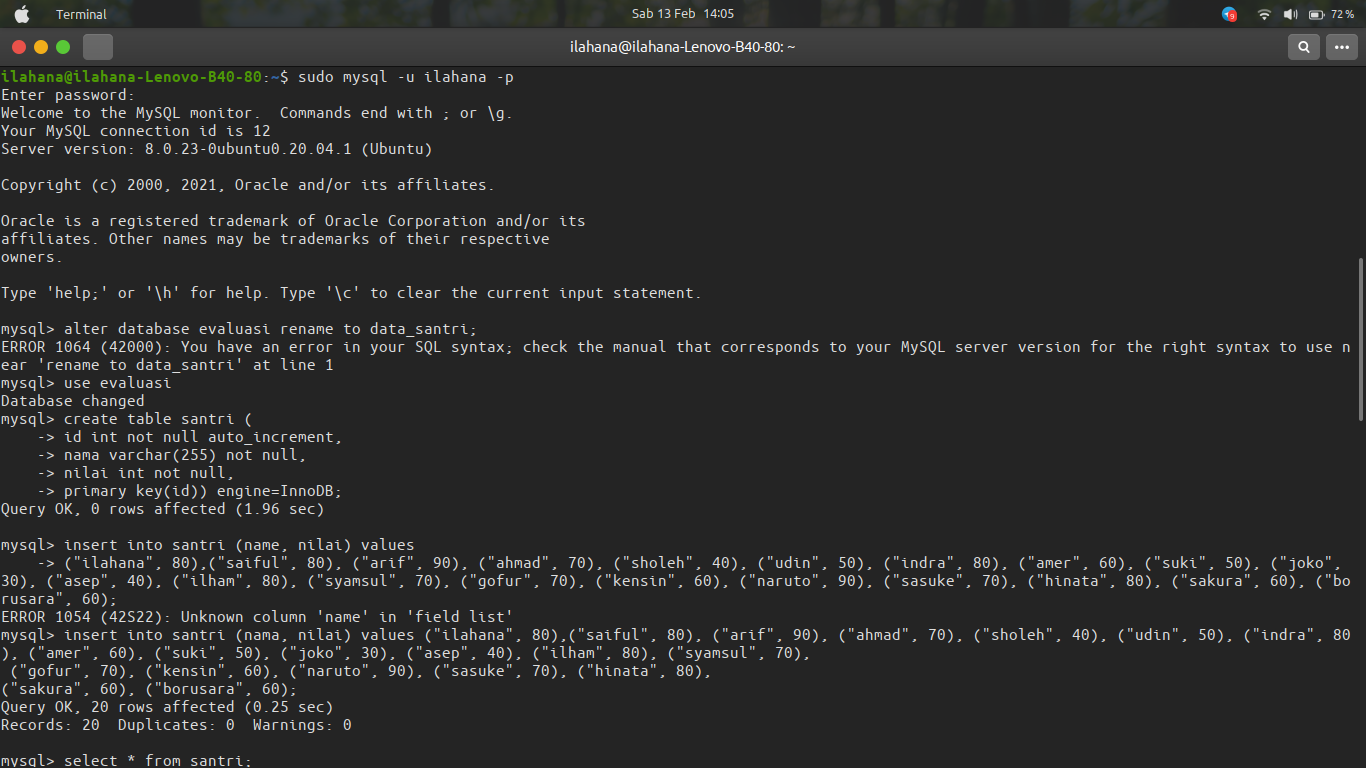 Terminal
Sab 13 Feb 14:05
9
72 %
ilahana@ilahana-Lenovo-B40-80: ~
ilahana@ilahana-Lenovo-B40-80:~$ sudo mysql -u ilahana -p
Enter password:
Welcome to the MySQL monitor.  Commands end with ; or \g.
Your MySQL connection id is 12
Server version: 8.0.23-0ubuntu0.20.04.1 (Ubuntu)
Copyright (c) 2000, 2021, Oracle and/or its affiliates.
Oracle is a registered trademark of Oracle Corporation and/or its
affiliates. Other names may be trademarks of their respective
owners.
Type 'help;' or '\h' for help. Type '\c' to clear the current input statement.
mysql> alter database evaluasi rename to data_santri;
ERROR 1064 (42000): You have an error in your SQL syntax; check the manual that corresponds to your MySQL server version for the right syntax to use n
ear 'rename to data_santri' at line 1
mysql> use evaluasi
Database changed
mysql> create table santri (
    -> id int not null auto_increment,
    -> nama varchar(255) not null,
    -> nilai int not null,
    -> primary key(id)) engine=InnoDB;
Query OK, 0 rows affected (1.96 sec)
mysql> insert into santri (name, nilai) values
    -> ("ilahana", 80),("saiful", 80), ("arif", 90), ("ahmad", 70), ("sholeh", 40), ("udin", 50), ("indra", 80), ("amer", 60), ("suki", 50), ("joko",
30), ("asep", 40), ("ilham", 80), ("syamsul", 70), ("gofur", 70), ("kensin", 60), ("naruto", 90), ("sasuke", 70), ("hinata", 80), ("sakura", 60), ("bo
rusara", 60);
ERROR 1054 (42S22): Unknown column 'name' in 'field list'
mysql> insert into santri (nama, nilai) values ("ilahana", 80),("saiful", 80), ("arif", 90), ("ahmad", 70), ("sholeh", 40), ("udin", 50), ("indra", 80
), ("amer", 60), ("suki", 50), ("joko", 30), ("asep", 40), ("ilham", 80), ("syamsul", 70),
 ("gofur", 70), ("kensin", 60), ("naruto", 90), ("sasuke", 70), ("hinata", 80),
("sakura", 60), ("borusara", 60);
Query OK, 20 rows affected (0.25 sec)
Records: 20  Duplicates: 0  Warnings: 0
mysql> select * from santri;